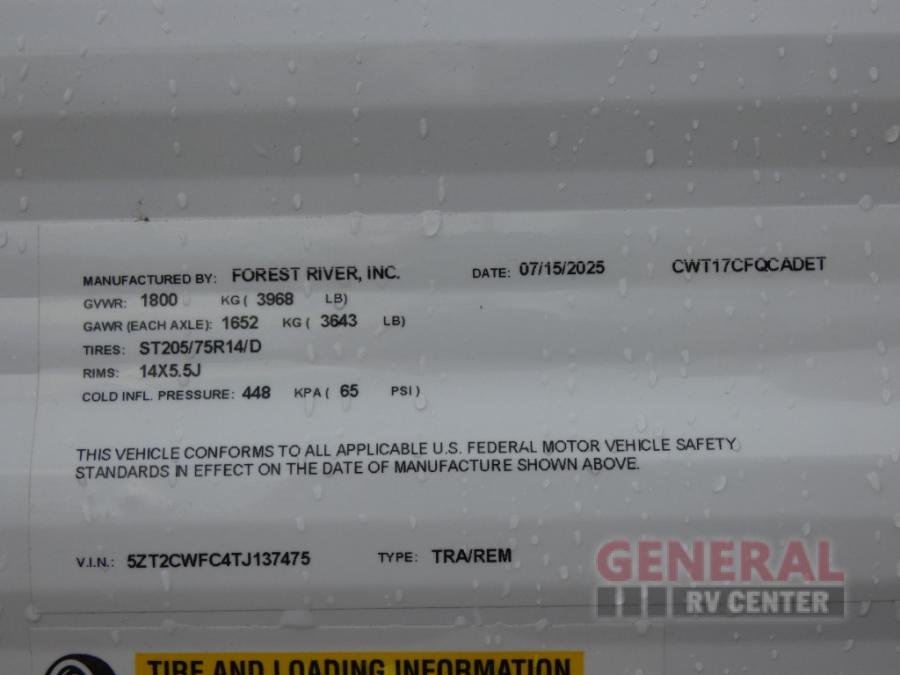 MANUFACTURED BY: FOREST RIVER, INC. DATE: 07/15/2025 CWT17CFQCADET
GVWR: 1800 KG ( 3968 LB)
GAWR (EACH AXLE): 1652 KG ( 3643 LB)
TIRES: ST205/75R14/D
RIMS: 14X5.5J
COLD INFL. PRESSURE: 448 KPA ( 65 PSI )
THIS VEHICLE CONFORMS TO ALL APPLICABLE U.S. FEDERAL MOTOR VEHICLE SAFETY
STANDARDS IN EFFECT ON THE DATE OF MANUFACTURE SHOWN ABOVE.
V.I.N.: 5ZT2CWFC4TJ137475 TYPE: TRA/REM
GENERAL
RV CENTER
TIRE AND LOADING INFORMATION